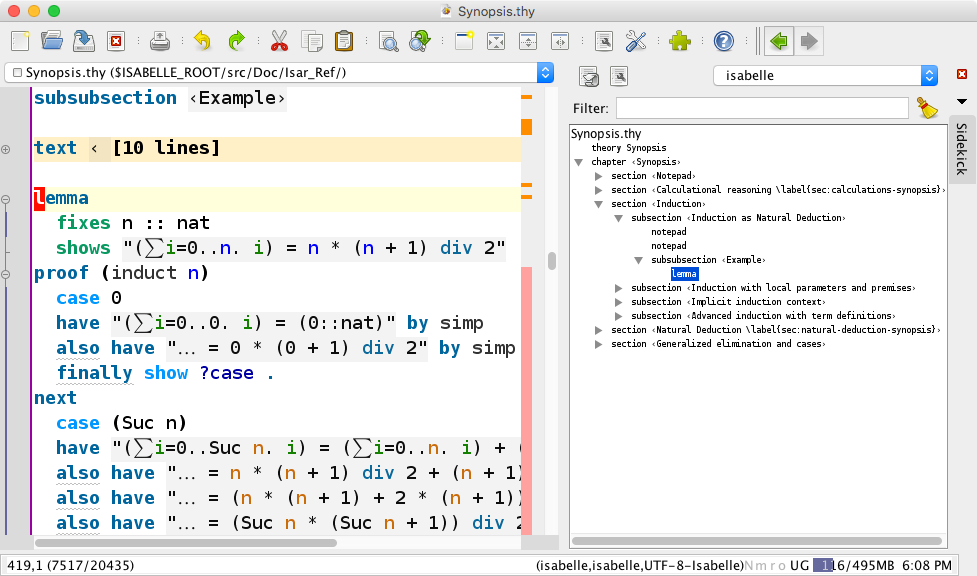 Synopsis.thy
Synopsis.thy ($ISABELLE_ROOT/src/Doc/Isar_Ref/)
subsubsection ‹Example›
text ‹ [10 lines]
lemma
fixes n :: nat
shows "(∑i=0..n. i) = n * (n + 1) div 2"
proof (induct n)
case 0
have "(∑i=0..0. i) = (0::nat)" by simp
also have "... = 0 * (0 + 1) div 2" by simp
finally show ?case .
next
case (Suc n)
have "(∑i=0..Suc n. i) = (∑i=0..n. i) + (
also have "... = n * (n + 1) div 2 + (n + 1)
also have "... = (n * (n + 1) + 2 * (n + 1))
also have "... = (Suc n * (Suc n + 1)) div 2
isabelle
Filter:
Synopsis.thy
theory Synopsis
chapter ‹Synopsis›
section ‹Notepad›
section ‹Calculational reasoning \label{sec:calculations-synopsis}›
section ‹Induction›
subsection ‹Induction as Natural Deduction›
notepad
notepad
subsubsection ‹Example›
lemma
subsection ‹Induction with local parameters and premises›
subsection ‹Implicit induction context›
subsection ‹Advanced induction with term definitions›
section ‹Natural Deduction \label{sec:natural-deduction-synopsis}›
section ‹Generalized elimination and cases›
Sidekick
419,1 (7517/20435)
(isabelle,isabelle,UTF-8-Isabelle)Nmro UG 116/495MB 6:08 PM